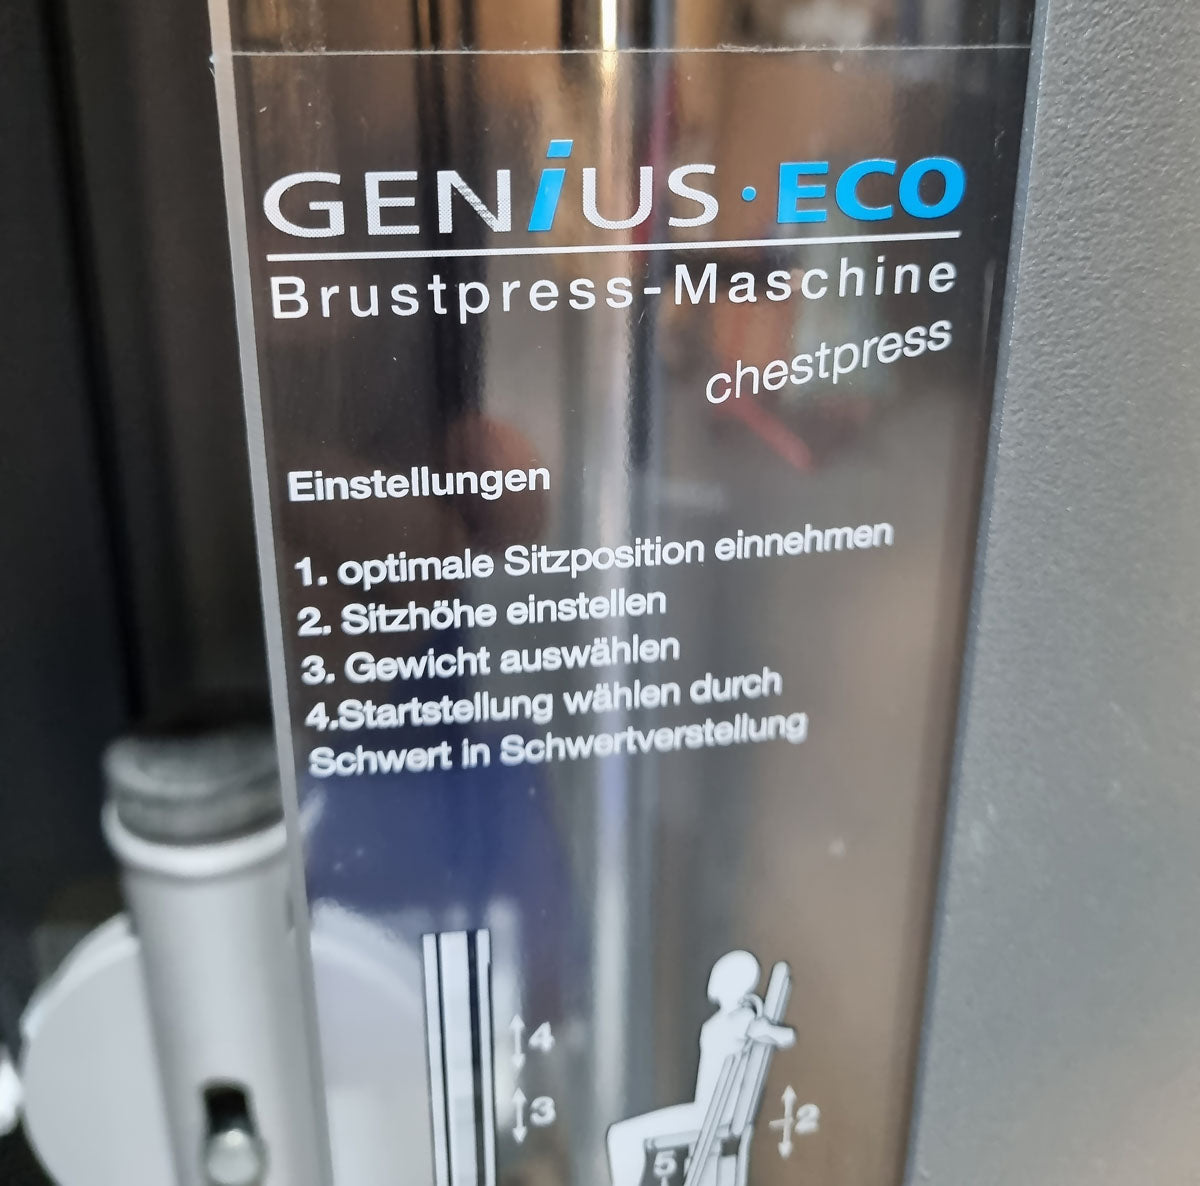 GENiUS · ECO
Brustpress-Maschine
chestpress
Einstellungen
1. optimale Sitzposition einnehmen
2. Sitzhöhe einstellen
3. Gewicht auswählen
4.Startstellung wählen durch
Schwert in Schwertverstellung
4
3
2
5